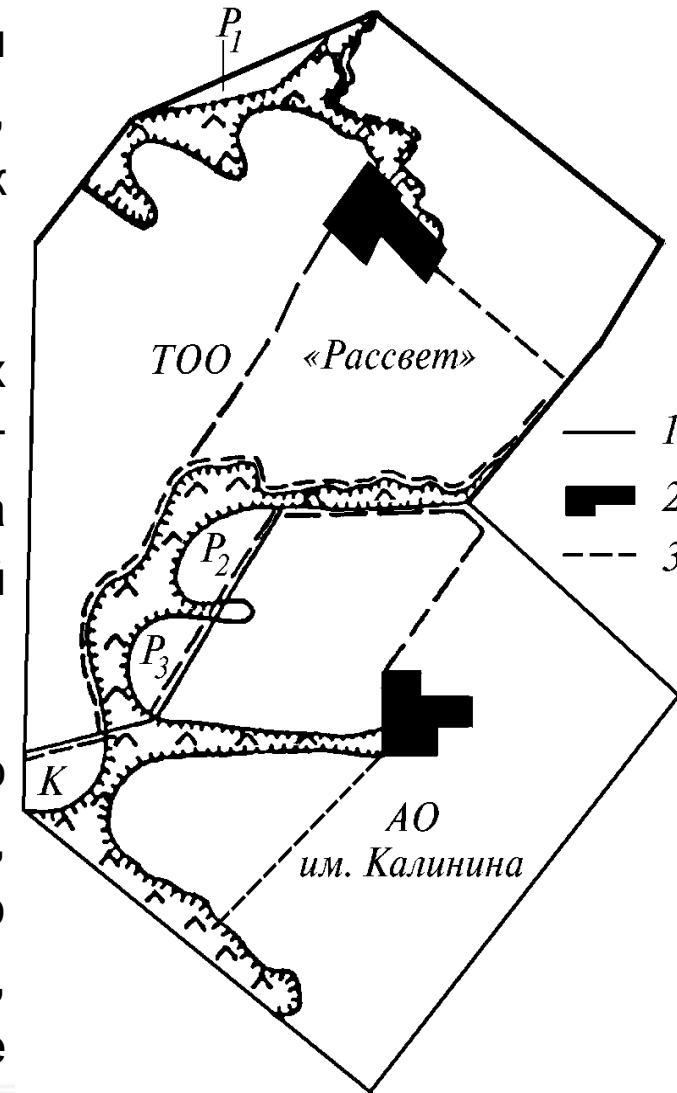 и
P₁
,
х
х
ТОО «Рассвет»
-
1
а
2
й
P₂
3
P₃
о
К
АО
,
им. Калинина
о
,
е